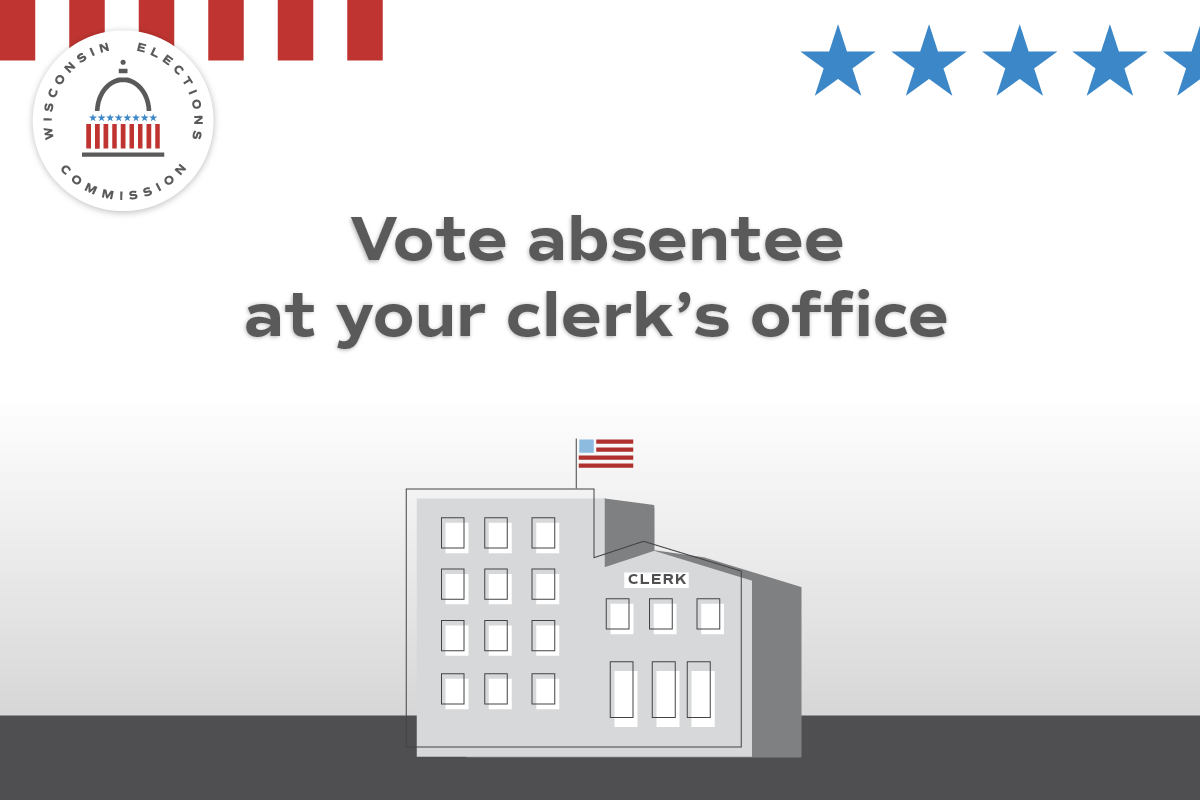 WISCONSIN ELECTIONS
COMMISSION
Vote absentee
at your clerk’s office
CLERK